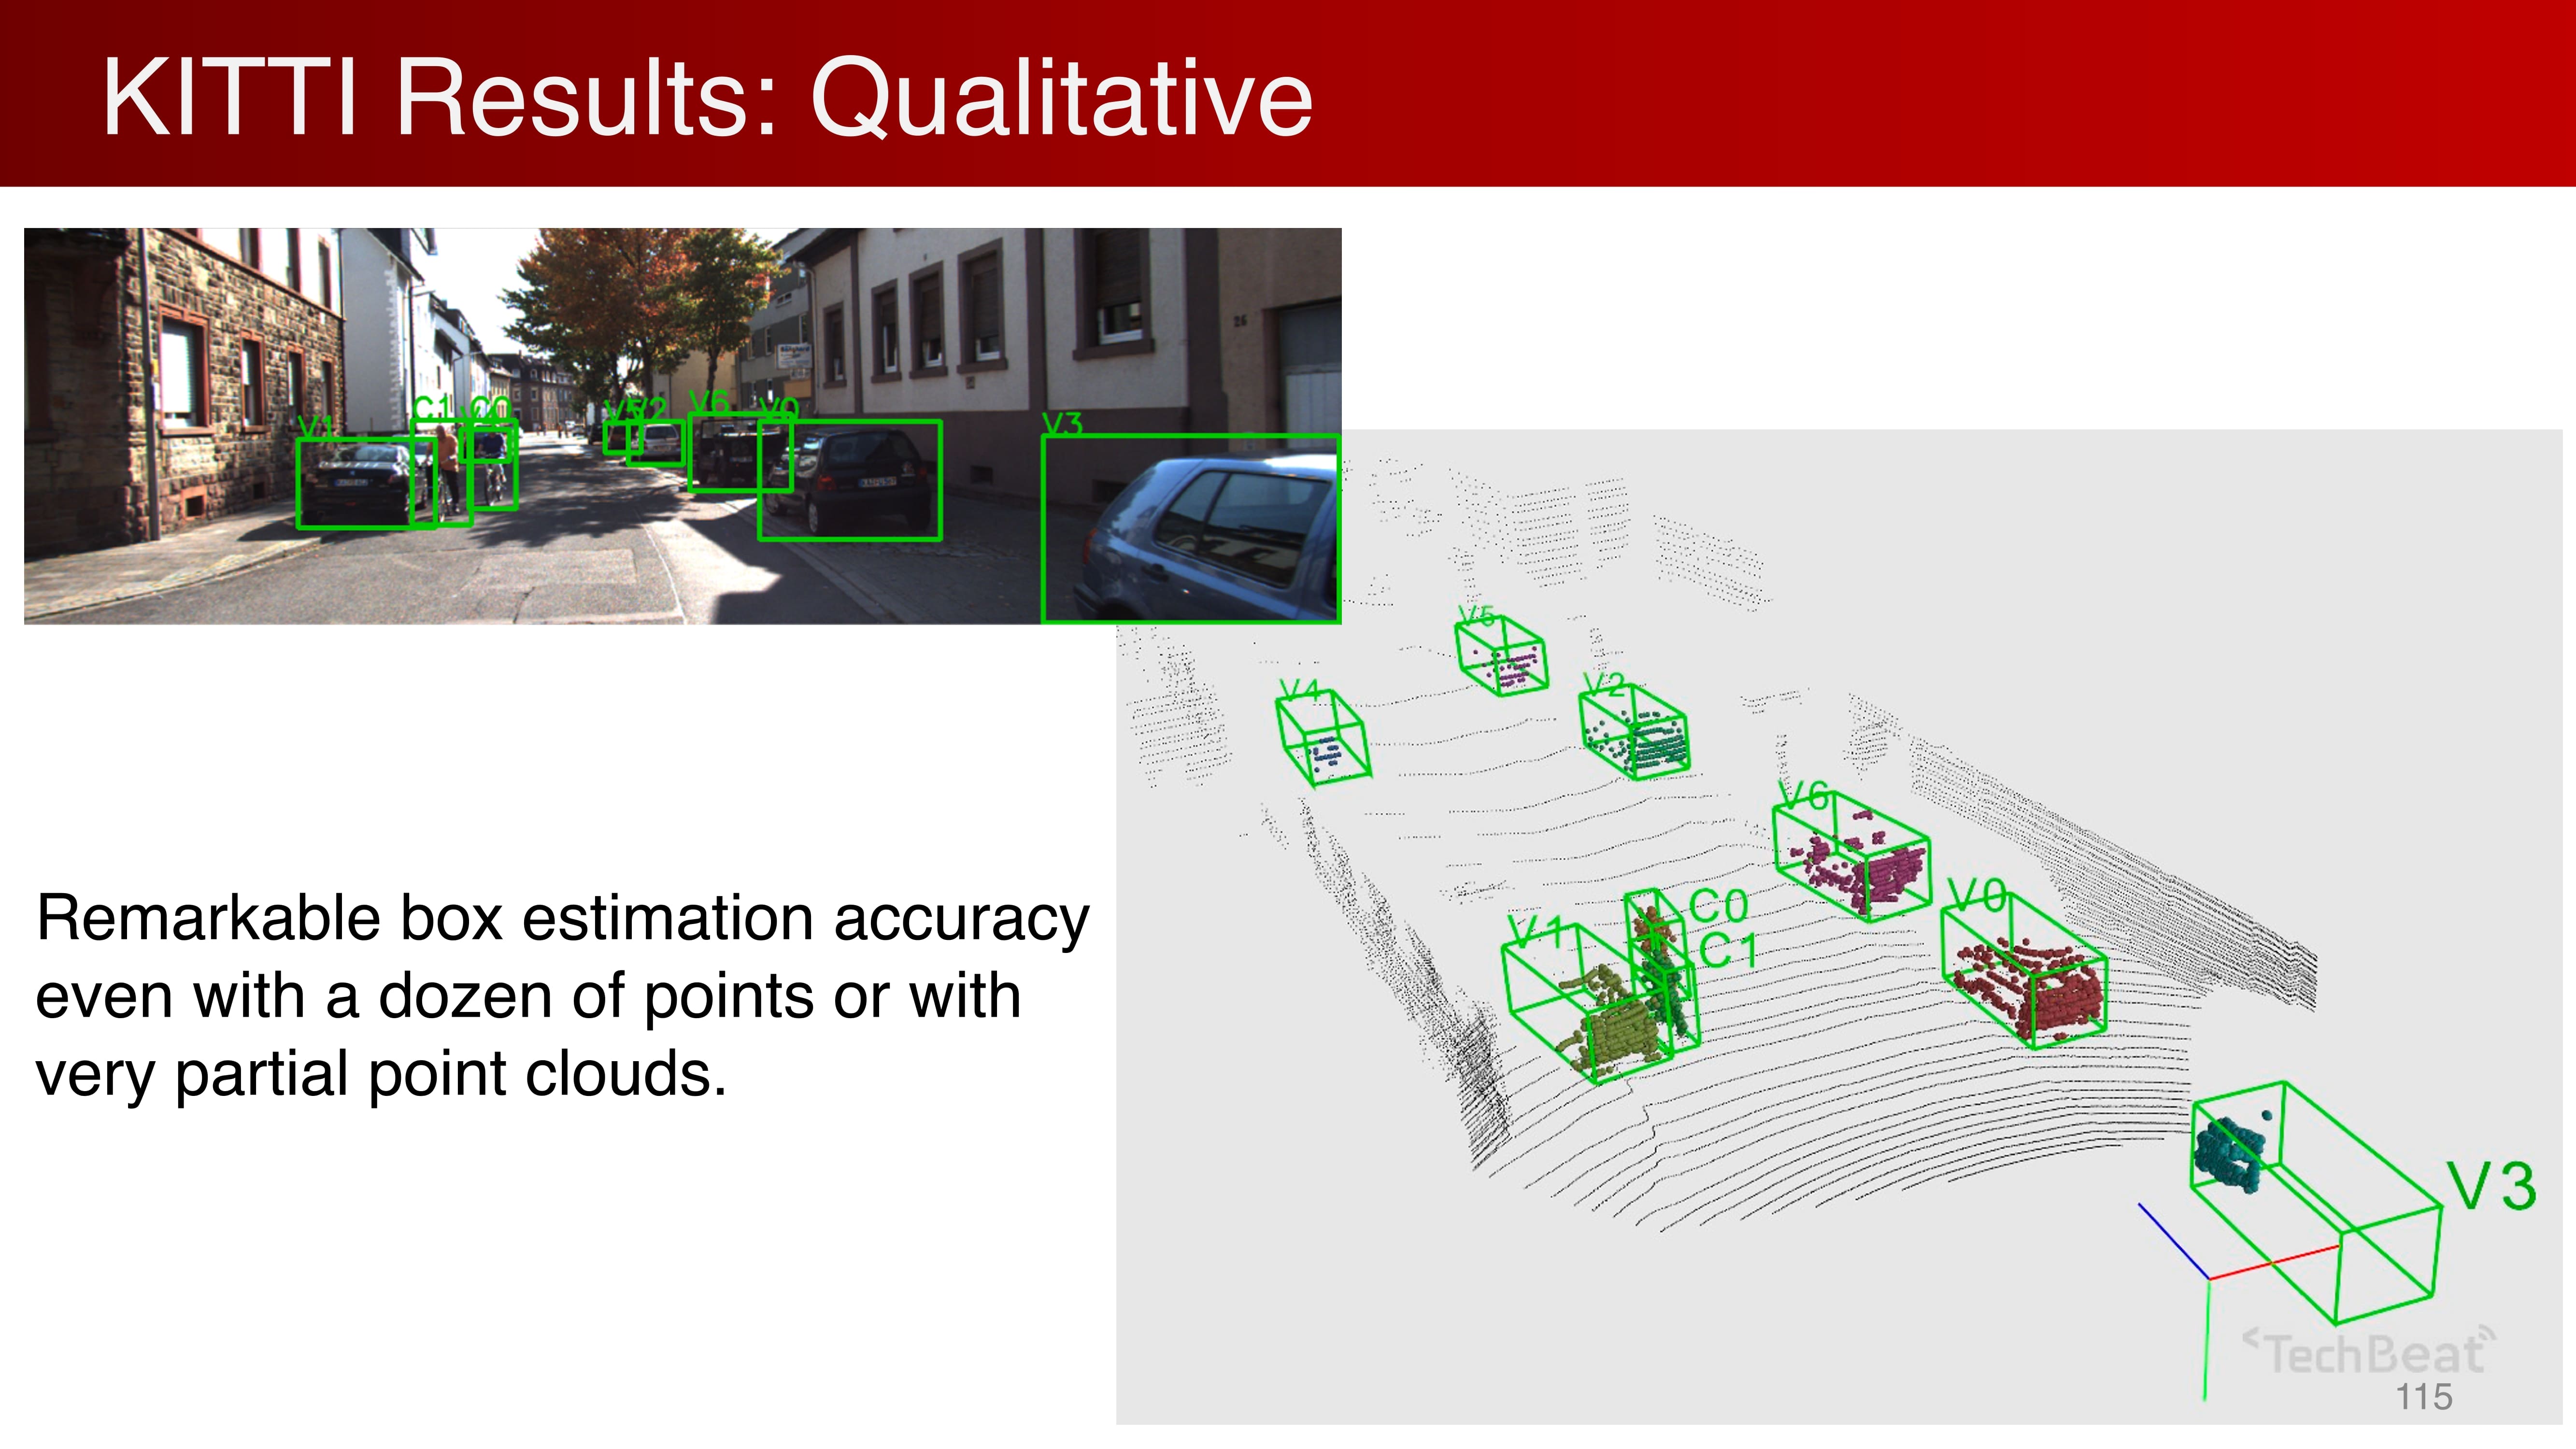 KITTI Results: Qualitative
V1
C1
C0
V2
V6
V0
V3
26
V5
V4
V2
V6
V0
C0
V1
C1
V3
Remarkable box estimation accuracy
even with a dozen of points or with
very partial point clouds.
TechBeat
115